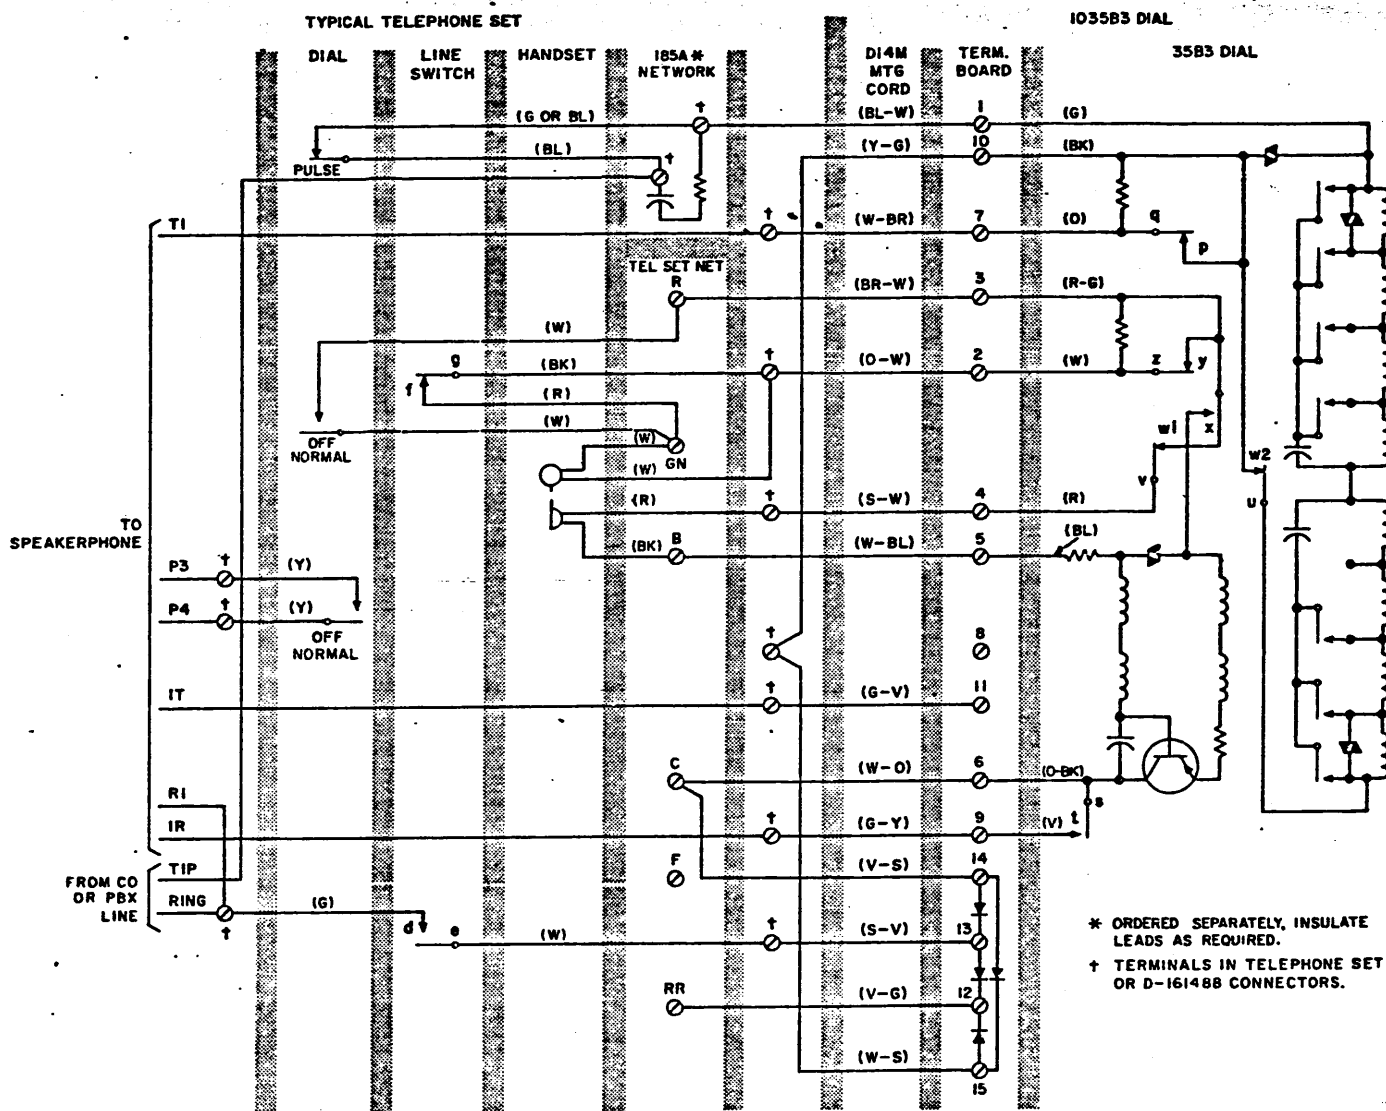 TYPICAL TELEPHONE SET
1035B3 DIAL
DIAL
LINE
SWITCH
HANDSET
185A*
NETWORK
D14M
MTG
CORD
TERM.
BOARD
35B3 DIAL
(G OR BL)
†
(BL-W)
1
(G)
(BL)
†
(Y-G)
10
(BK)
PULSE
T1
†
(W-BR)
7
(O)
q
p
TEL SET NET
R
(BR-W)
3
(R-G)
(W)
g
(BK)
†
(O-W)
2
(W)
z
y
f
(R)
(W)
OFF
NORMAL
(W)
GN
w1
x
(W)
w2
v
u
(R)
†
(S-W)
4
(R)
TO
SPEAKERPHONE
(BK)
B
(W-BL)
5
(BL)
P3
†
(Y)
P4
†
(Y)
OFF
NORMAL
†
8
IT
†
(G-V)
11
C
(W-O)
6
(O-BK)
s
R1
IR
†
(G-Y)
9
(V)
t
F
(V-S)
14
FROM CO
OR PBX
LINE
TIP
RING
†
(G)
d
e
(W)
†
(S-V)
13
RR
(V-G)
12
(W-S)
15
* ORDERED SEPARATELY, INSULATE
LEADS AS REQUIRED.
† TERMINALS IN TELEPHONE SET
OR D-161488 CONNECTORS.